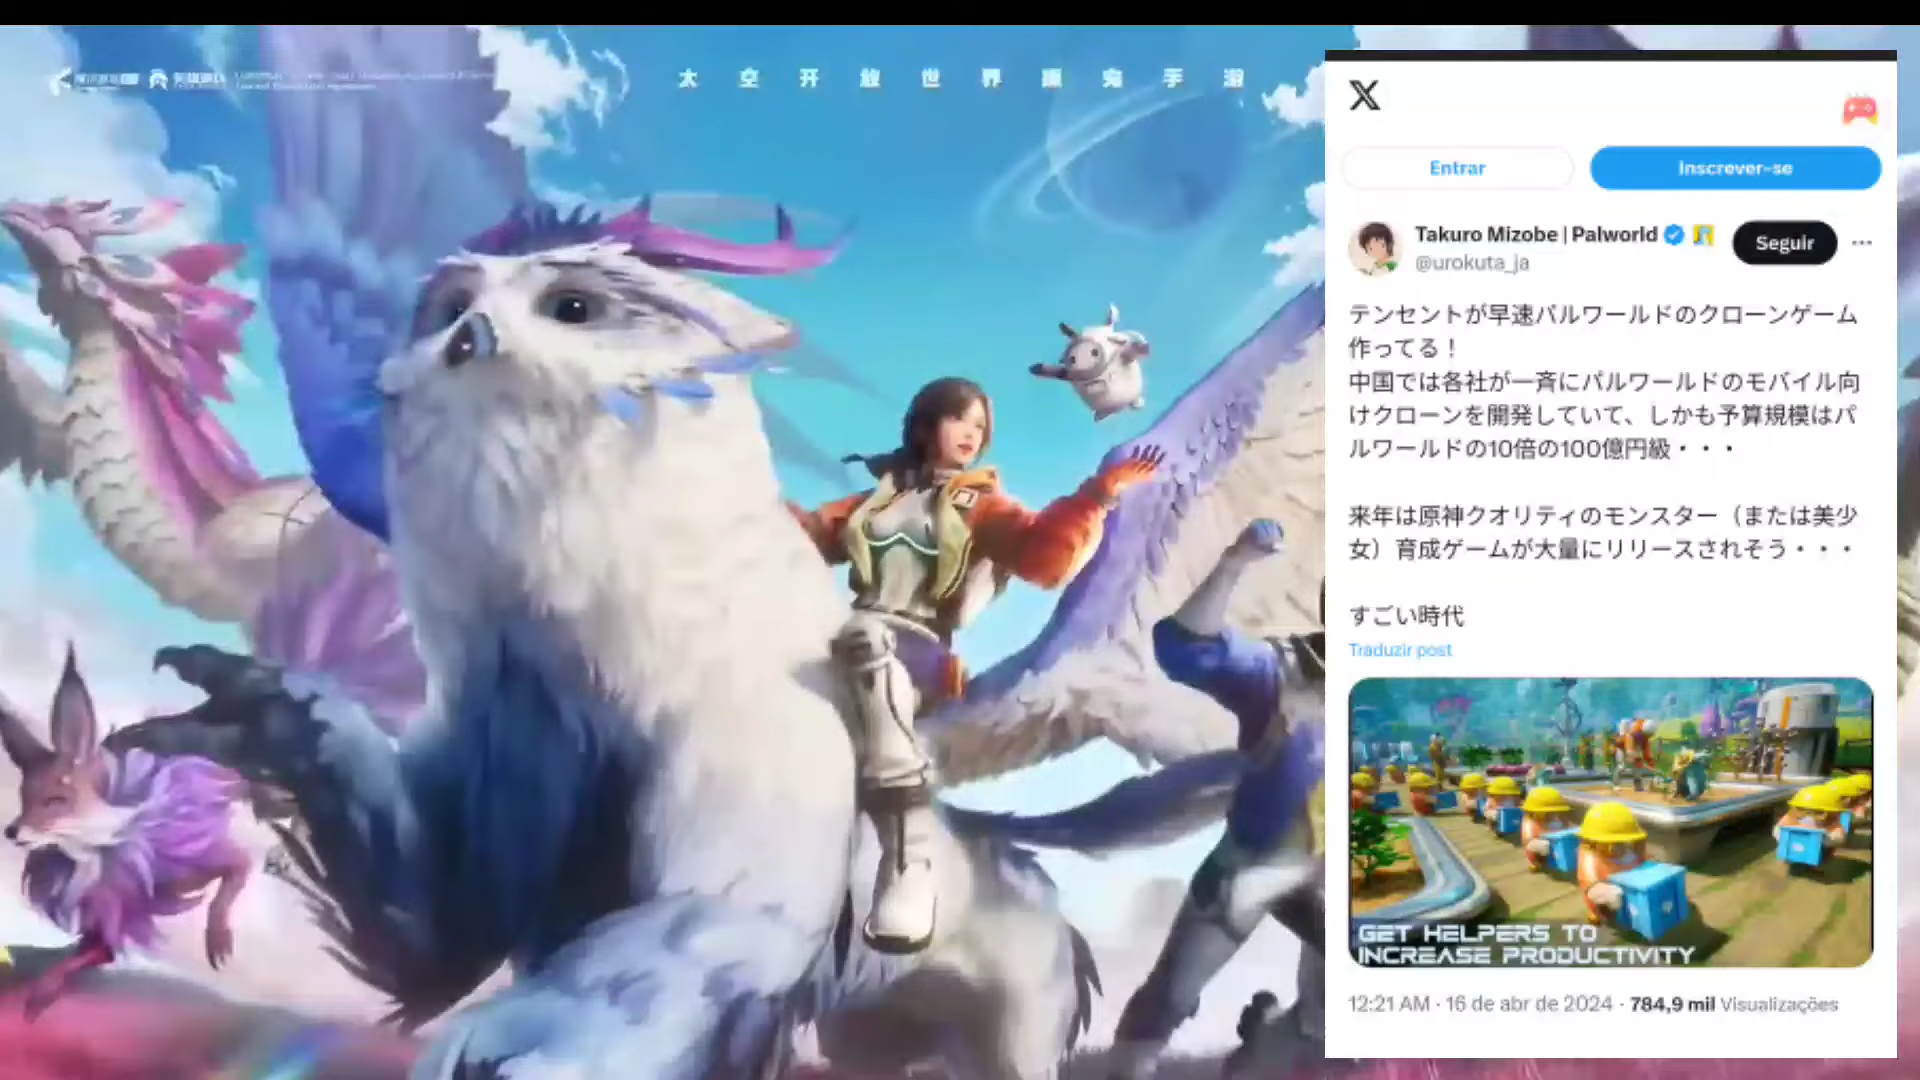 太空开放世界 手游
X
Entrar
Inscrever-se
Takuro Mizobe | Palworld
@urokuta_ja
Seguir
テンセントが早速パルワールドのクローンゲーム
作ってる！
中国では各社が一斉にパルワールドのモバイル向
けクローンを開発していて、しかも予算規模はパ
ルワールドの10倍の100億円級・・・
来年は原神クオリティのモンスター（または美少
女）育成ゲームが大量にリリースされそう・・・
すごい時代
Traduzir post
GET HELPERS TO
INCREASE PRODUCTIVITY
12:21 AM · 16 de abr de 2024 · 784,9 mil Visualizações